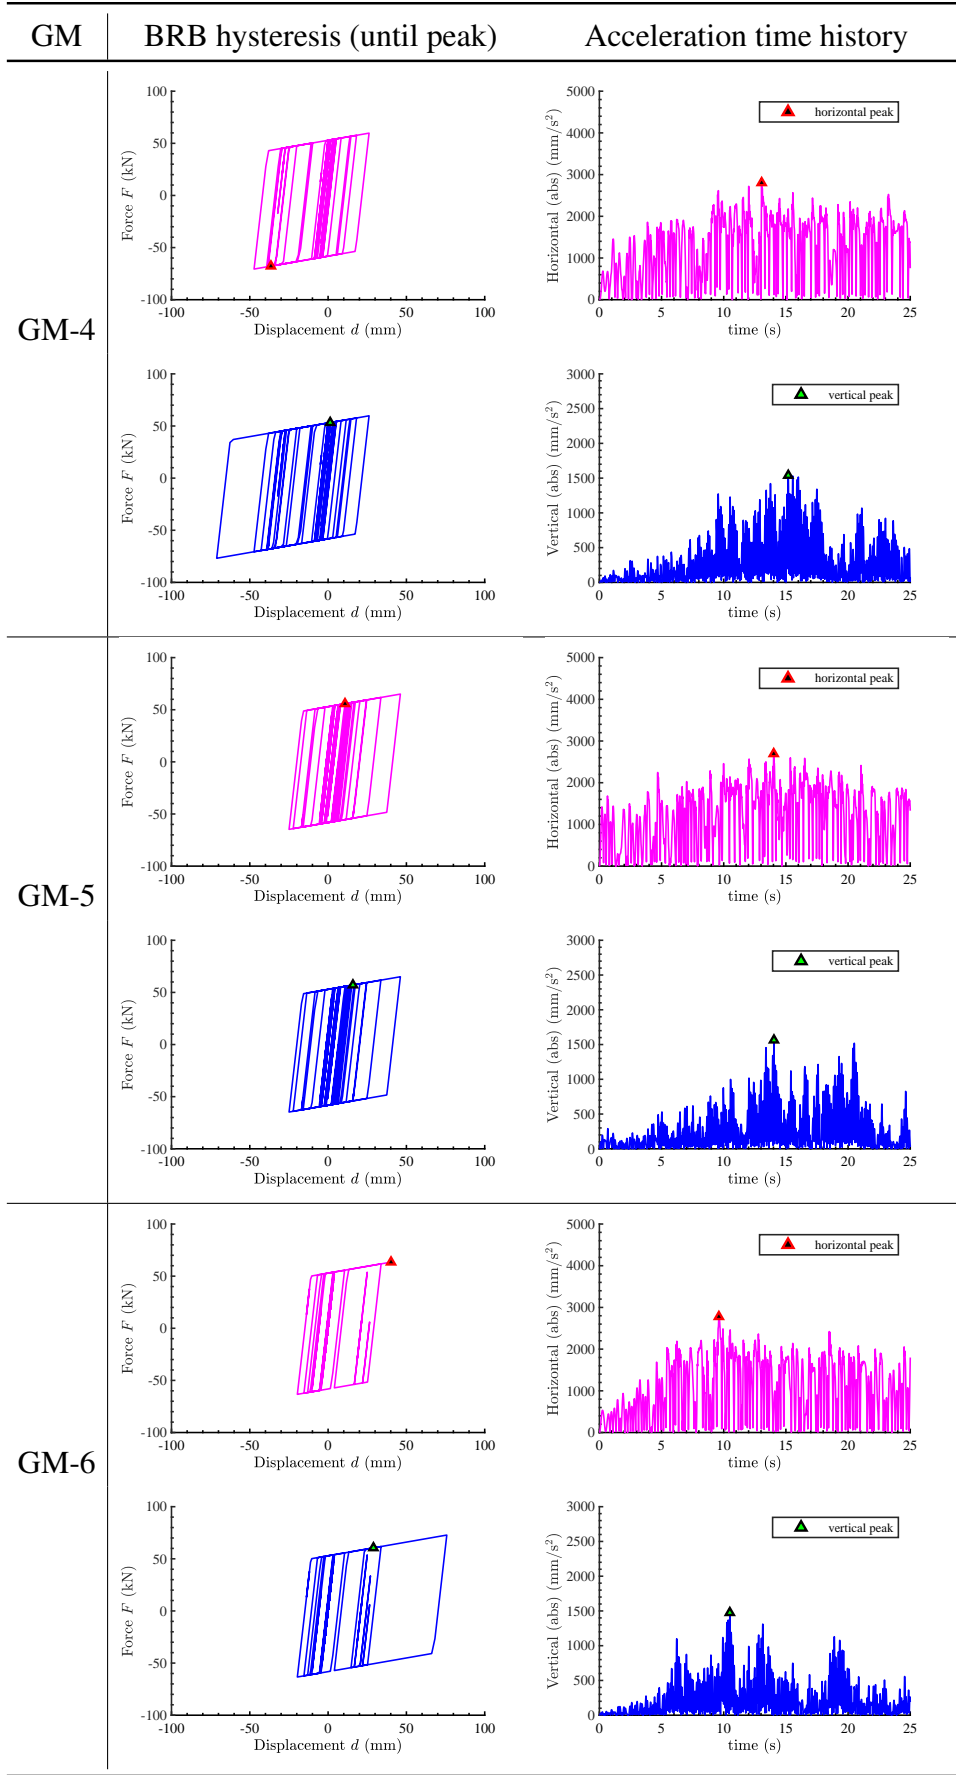 GM BRB hysteresis (until peak) Acceleration time history
GM-4
100
50
0
-50
-100
Force F (kN)
-100 -50 0 50 100
Displacement d (mm)
5000
4000
3000
2000
1000
0
Horizontal (abs) (mm/s²)
horizontal peak
0 5 10 15 20 25
time (s)
100
50
0
-50
-100
Force F (kN)
-100 -50 0 50 100
Displacement d (mm)
3000
2500
2000
1500
1000
500
0
Vertical (abs) (mm/s²)
vertical peak
0 5 10 15 20 25
time (s)
GM-5
100
50
0
-50
-100
Force F (kN)
-100 -50 0 50 100
Displacement d (mm)
5000
4000
3000
2000
1000
0
Horizontal (abs) (mm/s²)
horizontal peak
0 5 10 15 20 25
time (s)
100
50
0
-50
-100
Force F (kN)
-100 -50 0 50 100
Displacement d (mm)
3000
2500
2000
1500
1000
500
0
Vertical (abs) (mm/s²)
vertical peak
0 5 10 15 20 25
time (s)
GM-6
100
50
0
-50
-100
Force F (kN)
-100 -50 0 50 100
Displacement d (mm)
5000
4000
3000
2000
1000
0
Horizontal (abs) (mm/s²)
horizontal peak
0 5 10 15 20 25
time (s)
100
50
0
-50
-100
Force F (kN)
-100 -50 0 50 100
Displacement d (mm)
3000
2500
2000
1500
1000
500
0
Vertical (abs) (mm/s²)
vertical peak
0 5 10 15 20 25
time (s)